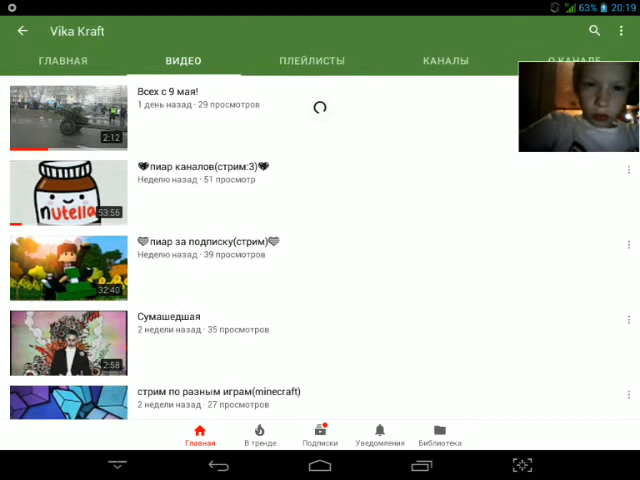 63% 20:19
Vika Kraft
ГЛАВНАЯ ВИДЕО ПЛЕЙЛИСТЫ КАНАЛЫ О КАНАЛЕ
Всех с 9 мая!
1 день назад · 29 просмотров
2:12
🖤пиар каналов(стрим:3)🖤
Неделю назад · 51 просмотр
nutella
53:56
💜пиар за подписку(стрим)💜
Неделю назад · 39 просмотров
32:40
Сумашедшая
2 недели назад · 35 просмотров
2:58
стрим по разным играм(minecraft)
2 недели назад · 27 просмотров
Главная В тренде Подписки Уведомления Библиотека